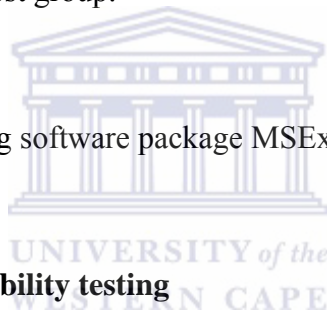 st group.
g software package MSEx
UNIVERSITY of the
bility testing
WESTERN CAPE